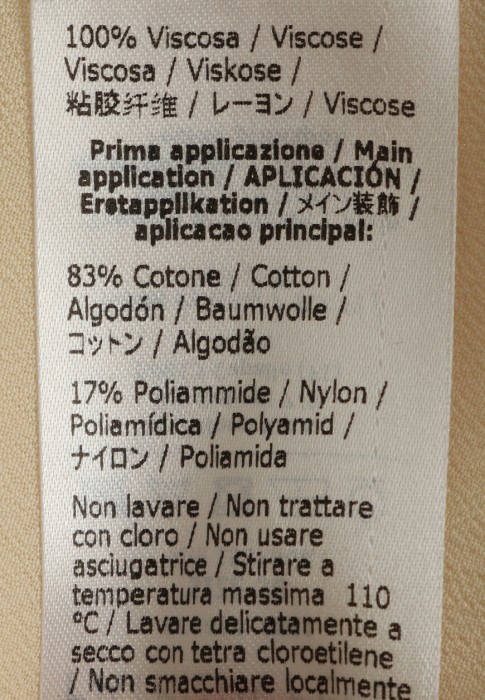 100% Viscosa / Viscose /
Viscosa / Viskose /
粘胶纤维 / レーヨン / Viscose
Prima applicazione / Main
application / APLICACIÓN /
Erstapplikation / メイン装飾 /
aplicacao principal:
83% Cotone / Cotton /
Algodón / Baumwolle /
コットン / Algodão
17% Poliammide / Nylon /
Poliamídica / Polyamid /
ナイロン / Poliamida
Non lavare / Non trattare
con cloro / Non usare
asciugatrice / Stirare a
temperatura massima 110
°C / Lavare delicatamente a
secco con tetra cloroetilene
/ Non smacchiare localmente